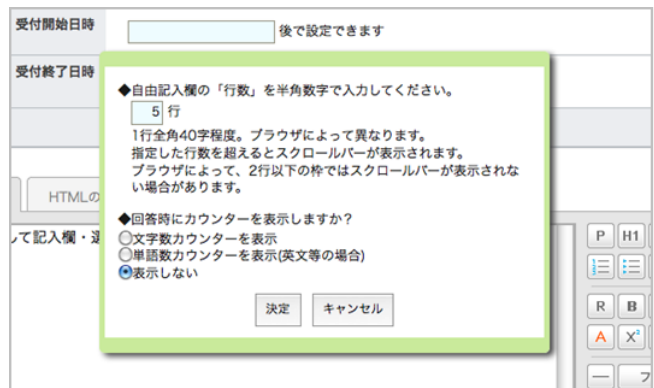 受付開始日時
後で設定できます
受付終了日時
◆自由記入欄の「行数」を半角数字で入力してください。
5 行
1行全角40字程度。ブラウザによって異なります。
指定した行数を超えるとスクロールバーが表示されます。
ブラウザによって、2行以下の枠ではスクロールバーが表示されな
い場合があります。
HTMLの
◆回答時にカウンターを表示しますか？
して記入欄・選
文字数カウンターを表示
単語数カウンターを表示(英文等の場合)
表示しない
決定 キャンセル
P H1
R B
A X²
フ